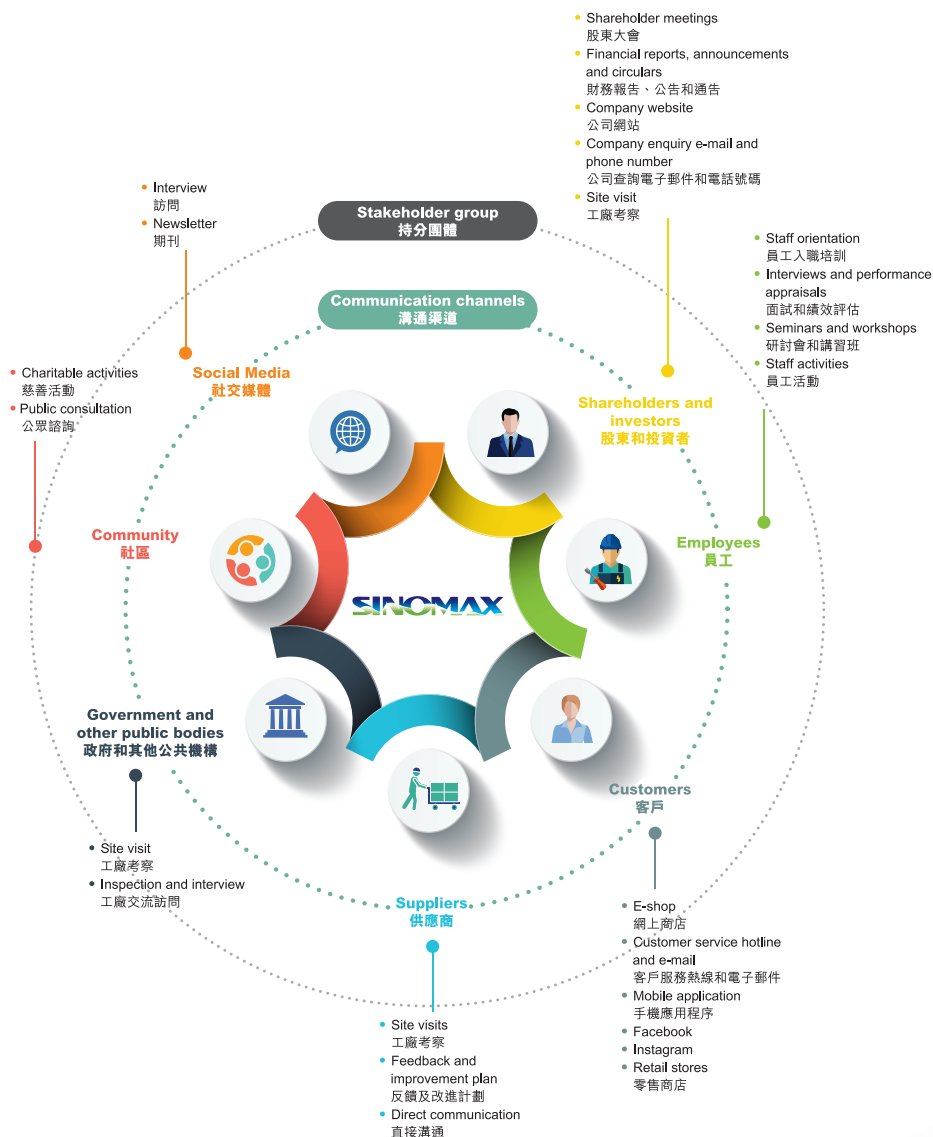 Shareholder meetings
股東大會
Financial reports, announcements
and circulars
財務報告、公告和通告
Company website
公司網站
Company enquiry e-mail and
phone number
公司查詢電子郵件和電話號碼
Site visit
工廠考察
Interview
訪問
Newsletter
期刊
Stakeholder group
持分團體
Staff orientation
員工入職培訓
Interviews and performance
appraisals
面試和績效評估
Seminars and workshops
研討會和講習班
Staff activities
員工活動
Communication channels
溝通渠道
Charitable activities
慈善活動
Public consultation
公眾諮詢
Social Media
社交媒體
Shareholders and
investors
股東和投資者
Community
社區
Employees
員工
SINOMAX
Government and
other public bodies
政府和其他公共機構
Customers
客戶
Site visit
工廠考察
Inspection and interview
工廠交流訪問
Suppliers
供應商
E-shop
網上商店
Customer service hotline
and e-mail
客戶服務熱線和電子郵件
Mobile application
手機應用程序
Facebook
Instagram
Retail stores
零售商店
Site visits
工廠考察
Feedback and
improvement plan
反饋及改進計劃
Direct communication
直接溝通